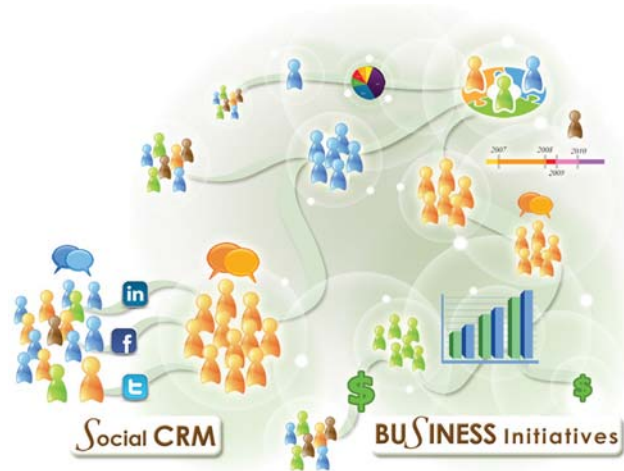 2007 2008 2010
2009
in
f
t
$
$
Social CRM
BUSINESS Initiatives